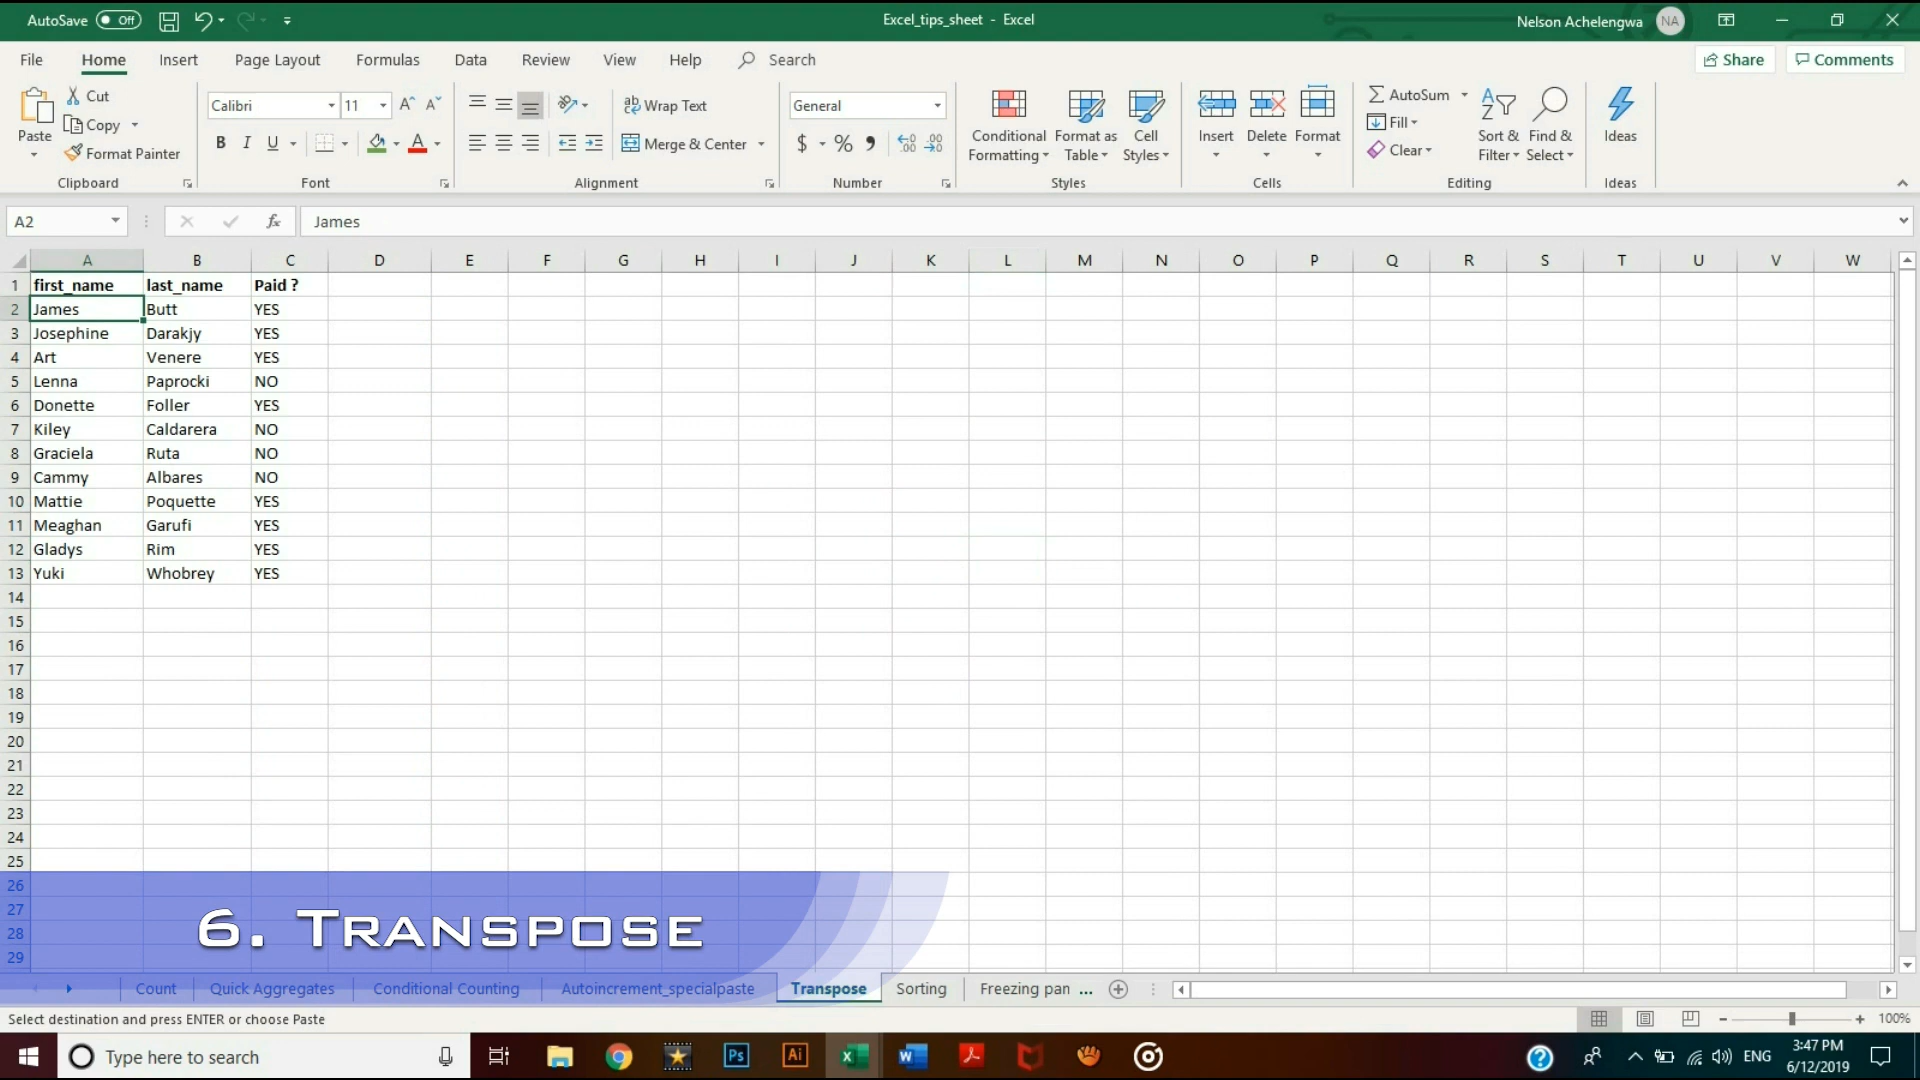 AutoSave Off Excel_tips_sheet - Excel Nelson Achelengwa NA
File Home Insert Page Layout Formulas Data Review View Help Search Share Comments
Cut
Copy
Format Painter
Paste
Clipboard
Calibri 11
B I U
Font
Wrap Text
Merge & Center
Alignment
General
$ % ,
Number
Conditional Formatting
Format as Table
Cell Styles
Styles
Insert Delete Format
Cells
AutoSum
Fill
Clear
Sort & Filter
Find & Select
Editing
Ideas
Ideas
A2 fx James
A B C D E F G H I J K L M N O P Q R S T U V W
1 first_name last_name Paid ?
2 James Butt YES
3 Josephine Darakjy YES
4 Art Venere YES
5 Lenna Paprocki NO
6 Donette Foller YES
7 Kiley Caldarera NO
8 Graciela Ruta NO
9 Cammy Albares NO
10 Mattie Poquette YES
11 Meaghan Garufi YES
12 Gladys Rim YES
13 Yuki Whobrey YES
14
15
16
17
18
19
20
21
22
23
24
25
26
27
28
29
6. Transpose
Count Quick Aggregates Conditional Counting Autoincrement_specialpaste Transpose Sorting Freezing pan ...
Select destination and press ENTER or choose Paste 100%
Type here to search Ps Ai ENG 3:47 PM
6/12/2019